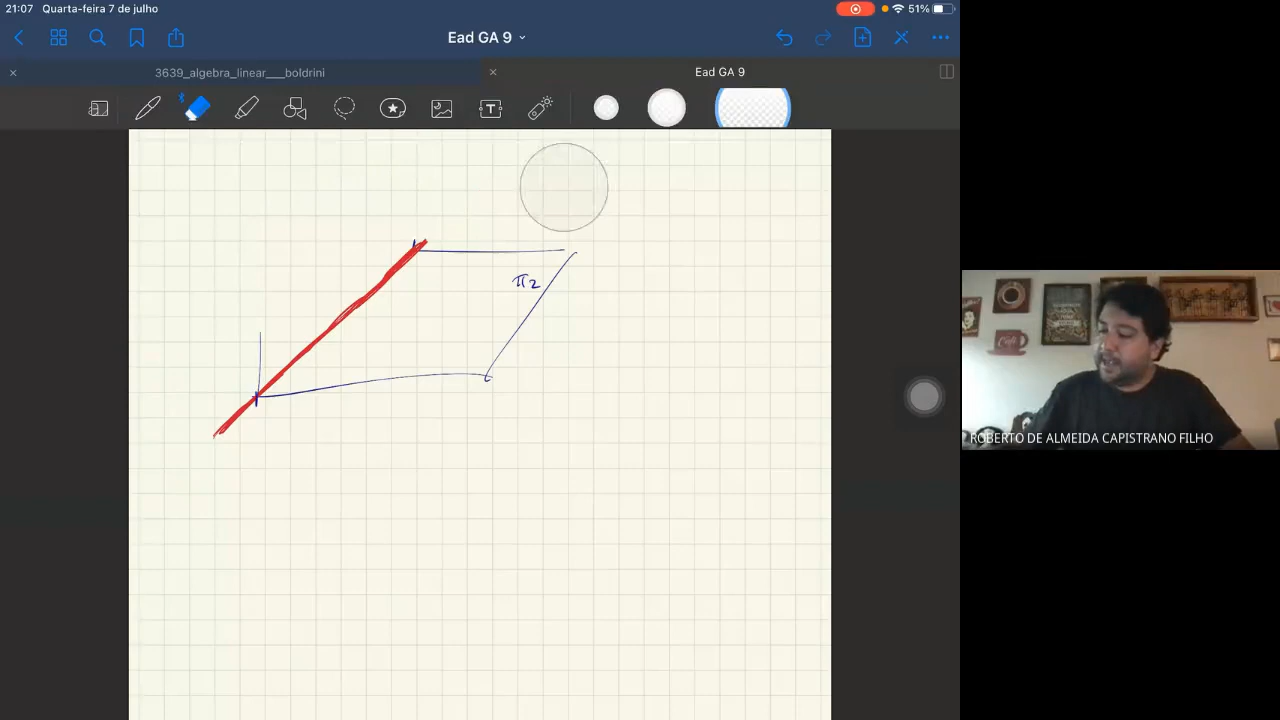 21:07 Quarta-feira 7 de julho
51%
Ead GA 9
3639_algebra_linear___boldrini
Ead GA 9
T
π2
Café
ROBERTO DE ALMEIDA CAPISTRANO FILHO